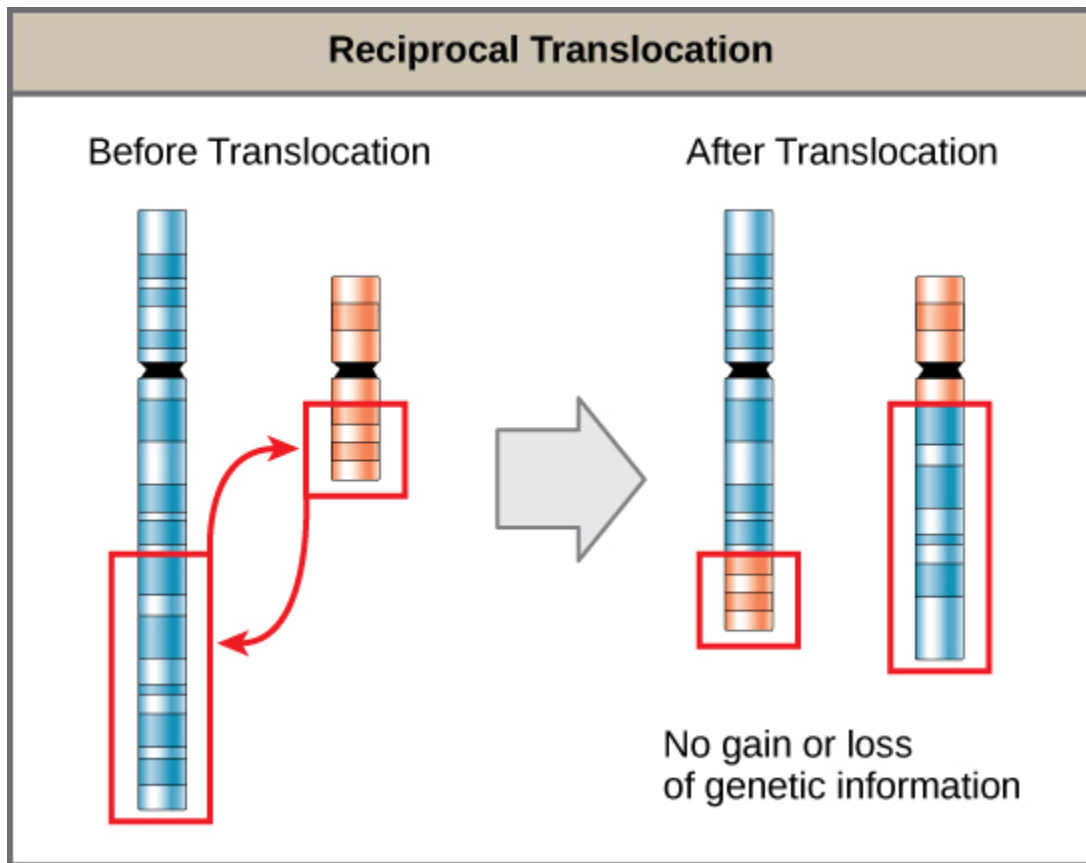 Reciprocal Translocation
Before Translocation
After Translocation
No gain or loss
of genetic information